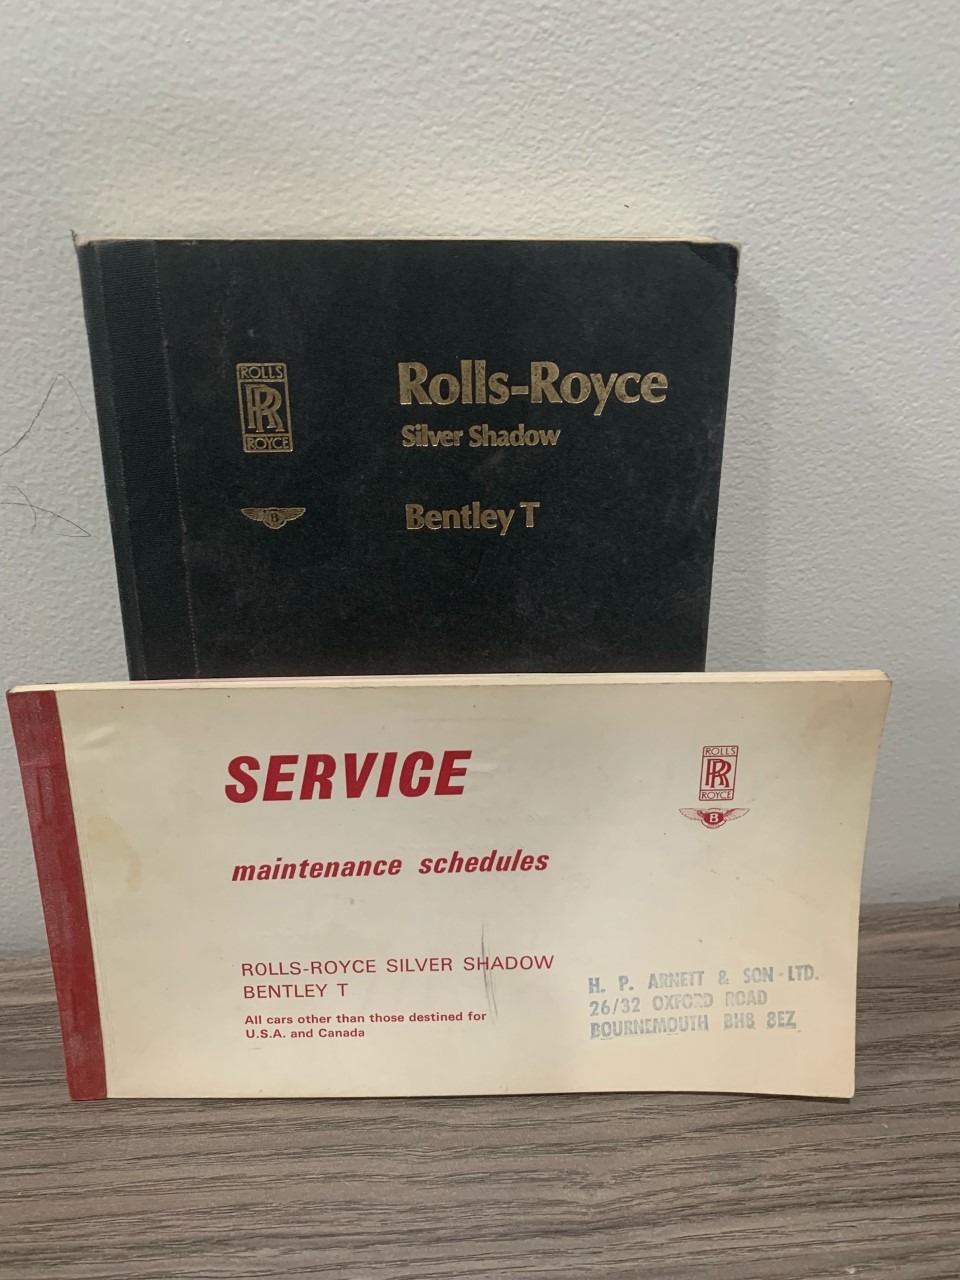 ROLLS
RR
ROYCE
Rolls-Royce
Silver Shadow
B
Bentley T
SERVICE
ROLLS
RR
ROYCE
B
maintenance schedules
ROLLS-ROYCE SILVER SHADOW
BENTLEY T
All cars other than those destined for
U.S.A. and Canada
H. P. ARNETT & SON LTD.
26/32 OXFORD ROAD
BOURNEMOUTH BH8 8EZ